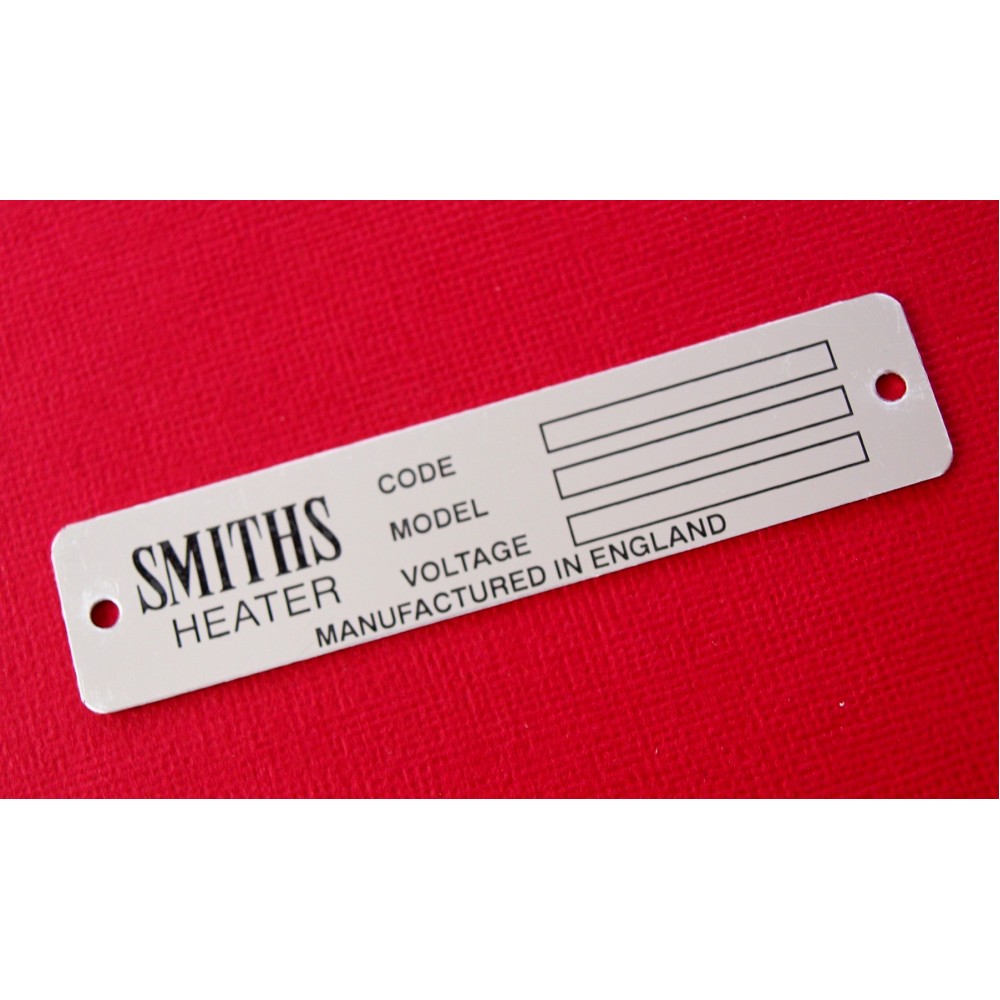 SMITHS
HEATER
CODE
MODEL
VOLTAGE
MANUFACTURED IN ENGLAND